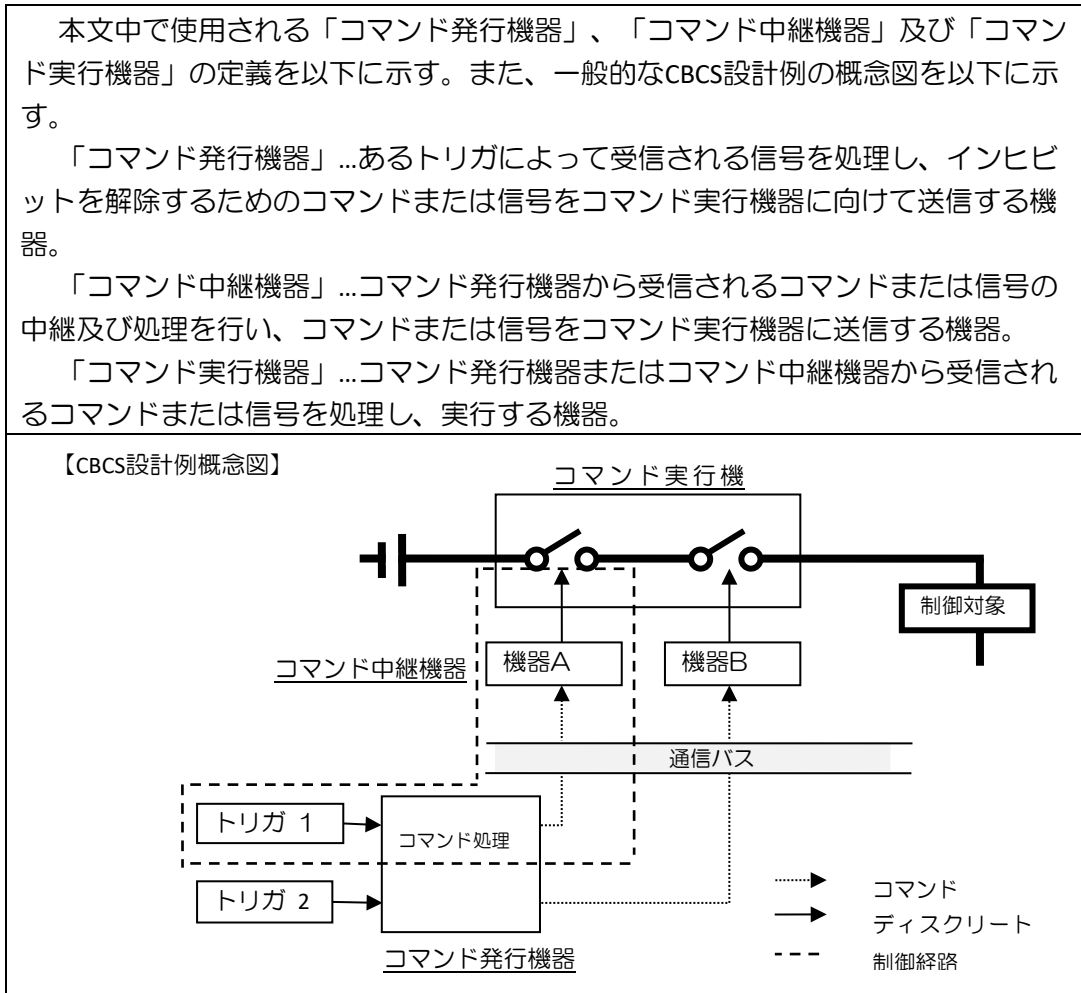 本文中で使用される「コマンド発行機器」、「コマンド中継機器」及び「コマン
ド実行機器」の定義を以下に示す。また、一般的なCBCS設計例の概念図を以下に示
す。
「コマンド発行機器」…あるトリガによって受信される信号を処理し、インヒビ
ットを解除するためのコマンドまたは信号をコマンド実行機器に向けて送信する機
器。
「コマンド中継機器」…コマンド発行機器から受信されるコマンドまたは信号の
中継及び処理を行い、コマンドまたは信号をコマンド実行機器に送信する機器。
「コマンド実行機器」…コマンド発行機器またはコマンド中継機器から受信され
るコマンドまたは信号を処理し、実行する機器。
【CBCS設計例概念図】
コマンド実行機
制御対象
コマンド中継機器
機器A
機器B
通信バス
トリガ 1
コマンド処理
トリガ 2
コマンド発行機器
コマンド
ディスクリート
制御経路